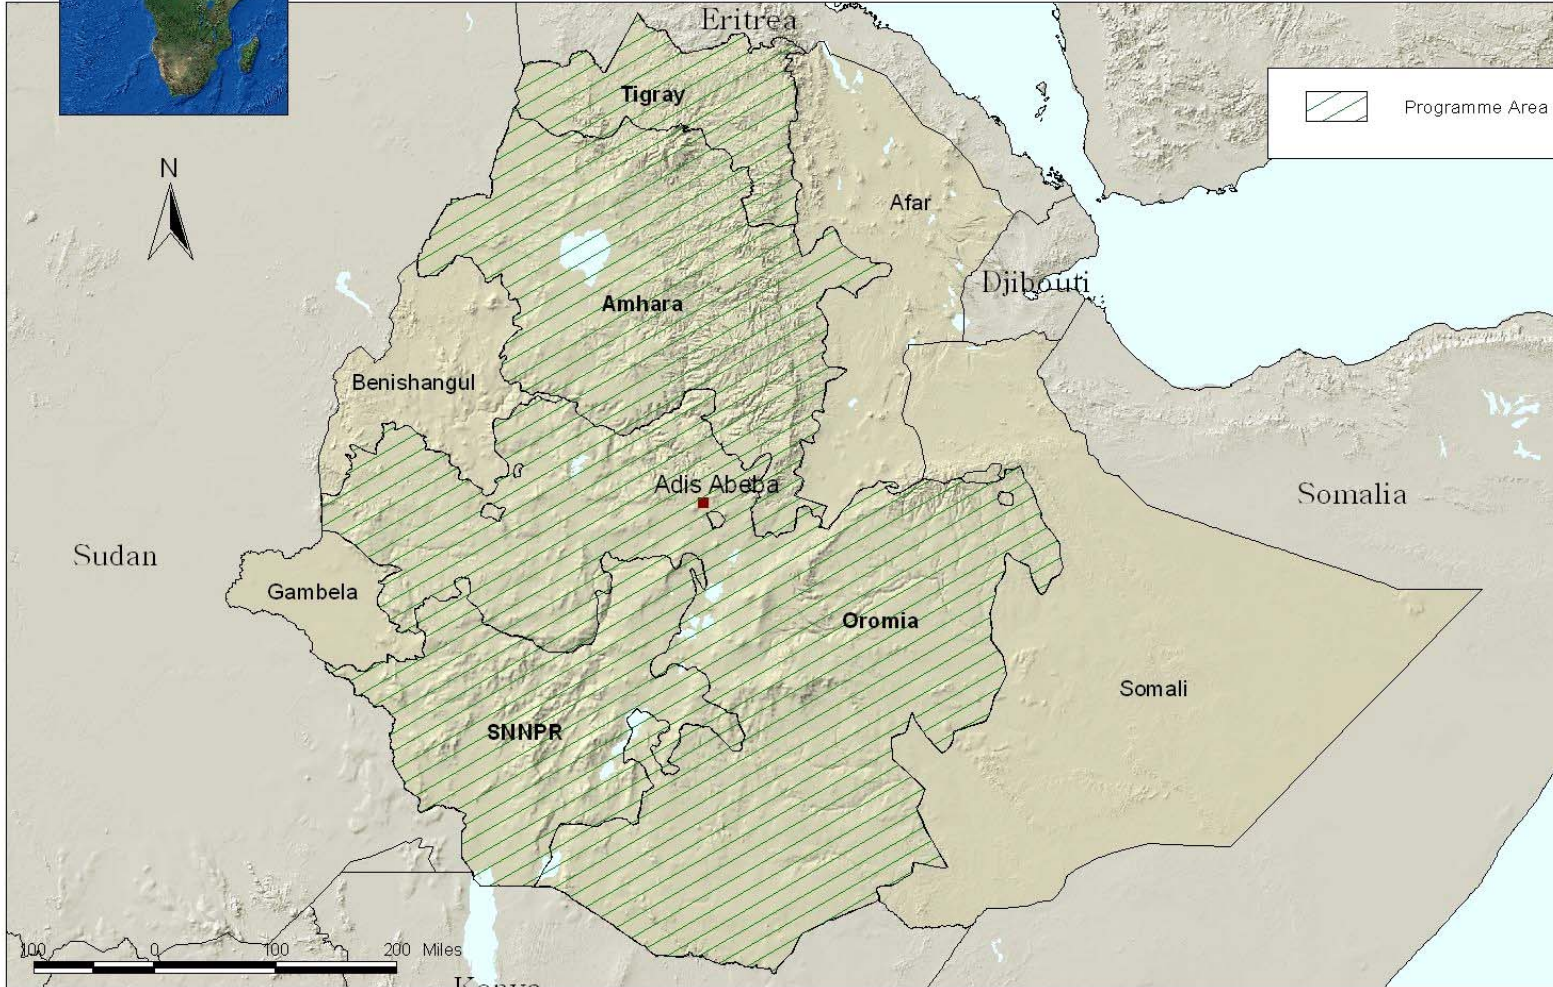 Eritrea
Tigray
Programme Area
N
Afar
Djibouti
Amhara
Benishangul
Adis Abeba
Somalia
Sudan
Gambela
Oromia
Somali
SNNPR
100 0 100 200 Miles
Kenya